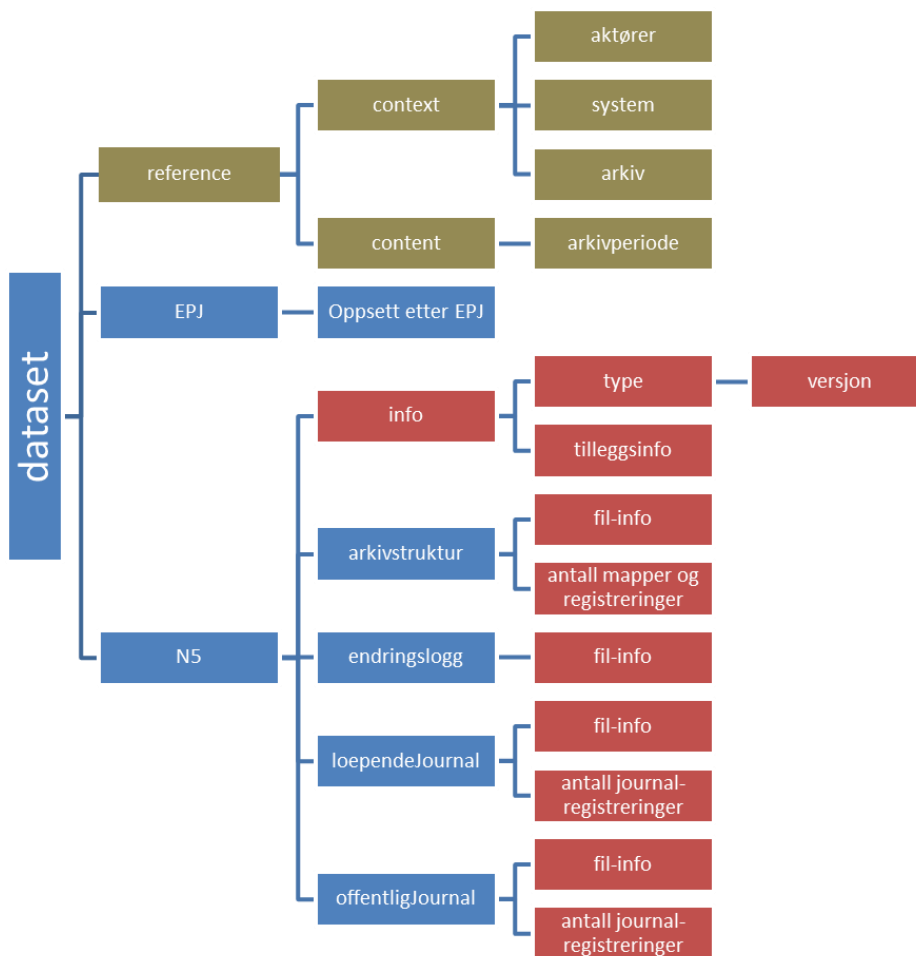 dataset
reference
context
aktører
system
arkiv
content
arkivperiode
EPJ
Oppsett etter EPJ
N5
info
type
versjon
tilleggsinfo
arkivstruktur
fil-info
antall mapper og
registreringer
endringslogg
fil-info
loependeJournal
fil-info
antall journal-
registreringer
offentligJournal
fil-info
antall journal-
registreringer